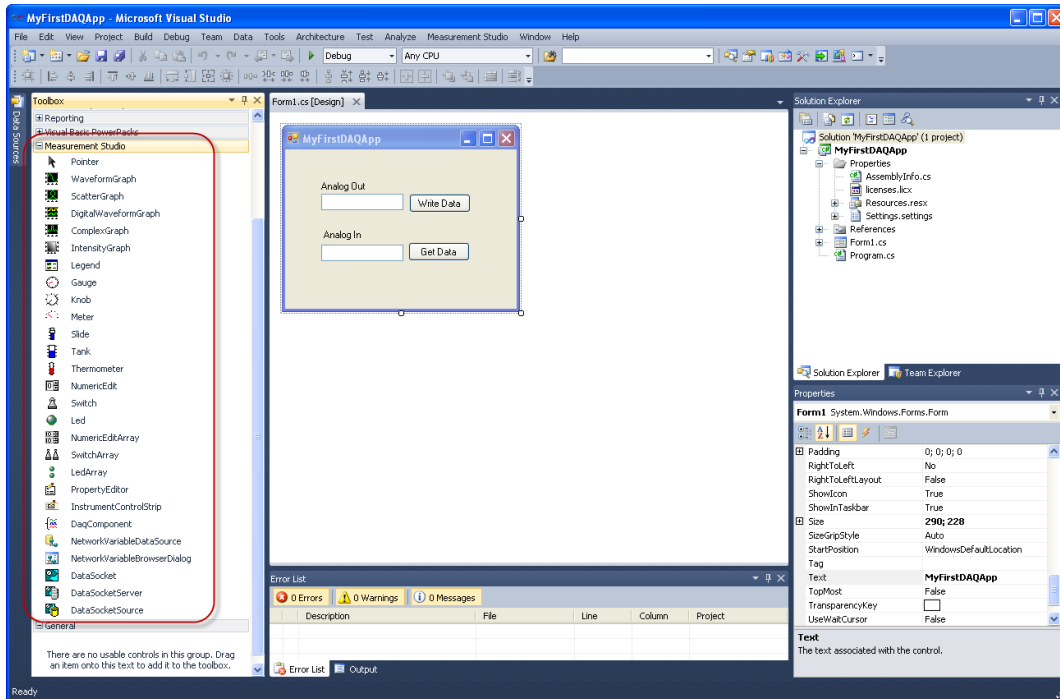 MyFirstDAQApp - Microsoft Visual Studio
File Edit View Project Build Debug Team Data Tools Architecture Test Analyze Measurement Studio Window Help
Debug
Any CPU
Data Sources
Toolbox
Reporting
Visual Basic PowerPacks
Measurement Studio
Pointer
WaveformGraph
ScatterGraph
DigitalWaveformGraph
ComplexGraph
IntensityGraph
Legend
Gauge
Knob
Meter
Slide
Tank
Thermometer
NumericEdit
Switch
Led
NumericEditArray
SwitchArray
LedArray
PropertyEditor
InstrumentControlStrip
DaqComponent
NetworkVariableDataSource
NetworkVariableBrowserDialog
DataSocket
DataSocketServer
DataSocketSource
General
There are no usable controls in this group. Drag
an item onto this text to add it to the toolbox.
Form1.cs [Design]
MyFirstDAQApp
Analog Out
Write Data
Analog In
Get Data
Error List
0 Errors 0 Warnings 0 Messages
Description File Line Column Project
Error List Output
Solution Explorer
Solution 'MyFirstDAQApp' (1 project)
MyFirstDAQApp
Properties
AssemblyInfo.cs
licenses.licx
Resources.resx
Settings.settings
References
Form1.cs
Program.cs
Solution Explorer Team Explorer
Properties
Form1 System.Windows.Forms.Form
Padding 0; 0; 0; 0
RightToLeft No
RightToLeftLayout False
ShowIcon True
ShowInTaskbar True
Size 290; 228
SizeGripStyle Auto
StartPosition WindowsDefaultLocation
Tag
Text MyFirstDAQApp
TopMost False
TransparencyKey
UseWaitCursor False
Text
The text associated with the control.
Ready